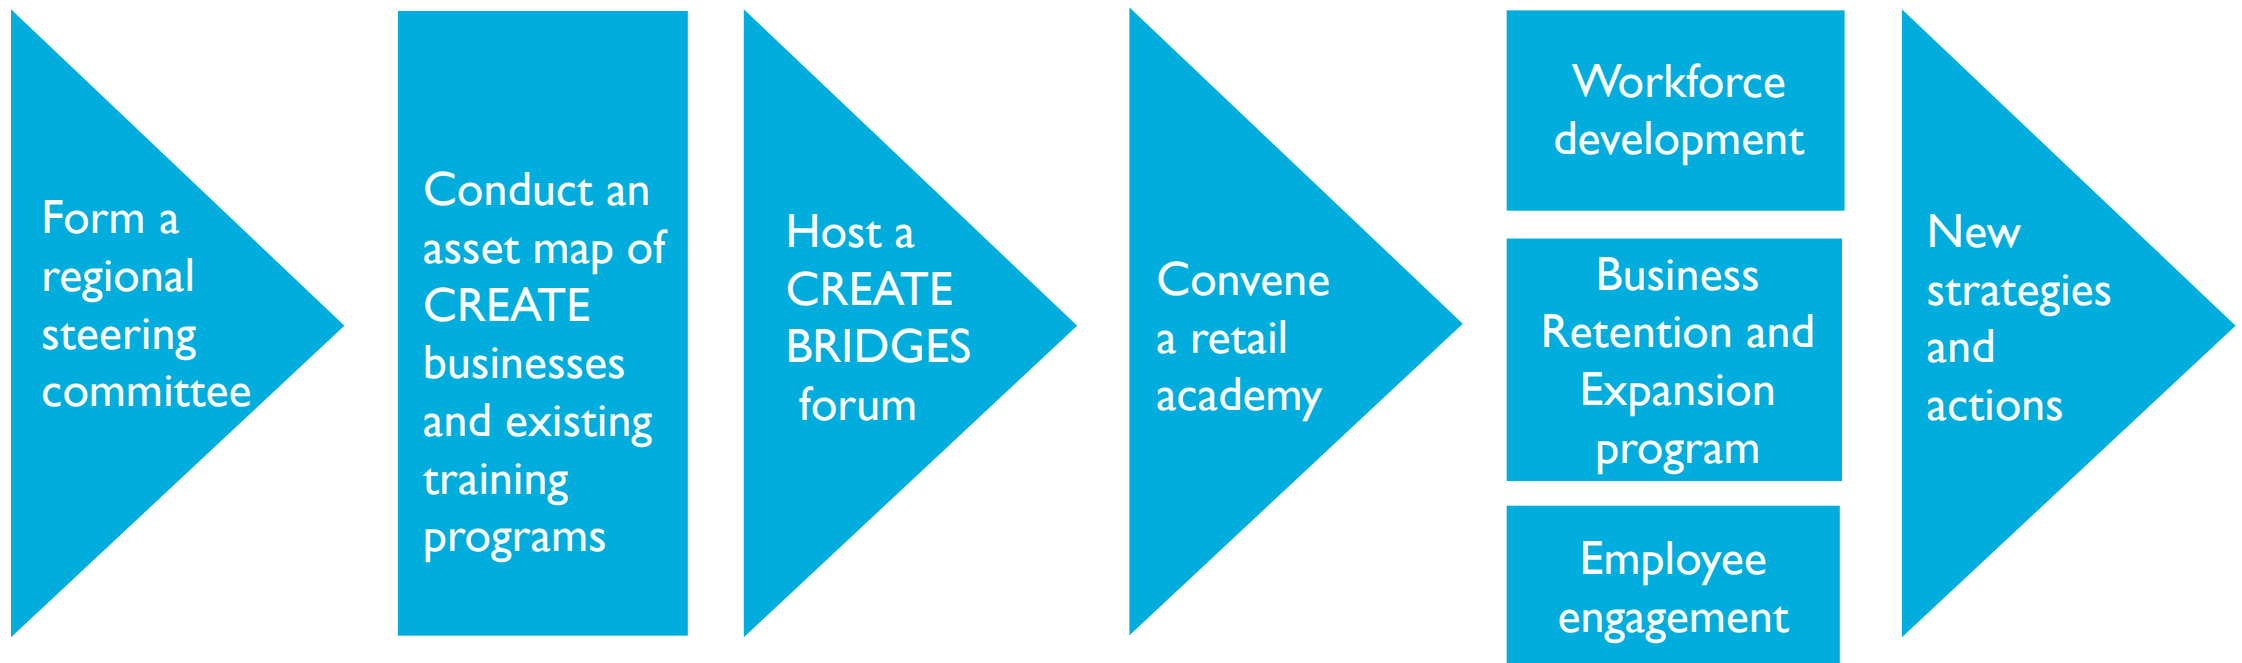 Form a
regional
steering
committee
Conduct an
asset map of
CREATE
businesses
and existing
training
programs
Host a
CREATE
BRIDGES
forum
Convene
a retail
academy
Workforce
development
Business
Retention and
Expansion
program
Employee
engagement
New
strategies
and
actions